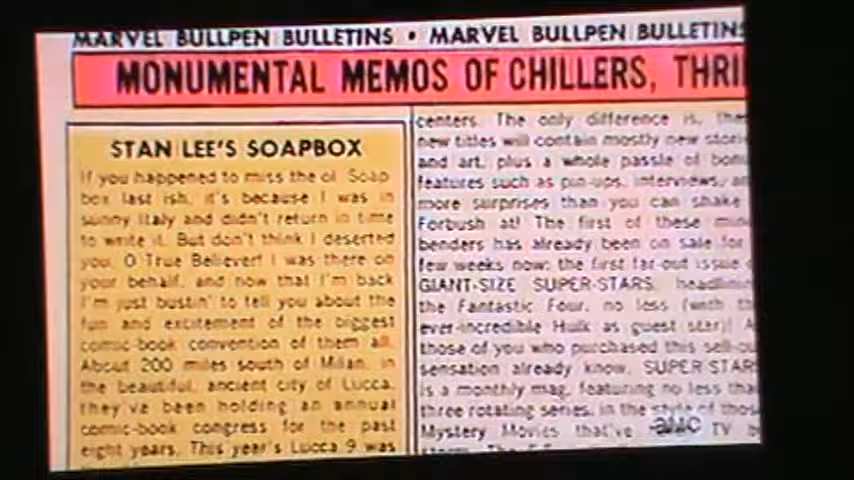 MARVEL BULLPEN BULLETINS • MARVEL BULLPEN BULLETINS
MONUMENTAL MEMOS OF CHILLERS, THRI
STAN LEE'S SOAPBOX
If you happened to miss the ol' Soap
box last ish, it's because I was in
sunny Italy and didn't return in time
to write it. But don't think I deserted
you, O True Believer! I was there on
your behalf, and now that I'm back
I'm just bustin' to tell you about the
fun and excitement of the biggest
comic-book convention of them all.
About 200 miles south of Milan, in
the beautiful, ancient city of Lucca,
they've been holding an annual
comic-book congress for the past
eight years. This year's Lucca 9 was
centers. The only difference is, thes
new titles will contain mostly new stori
and art, plus a whole passle of bonu
features such as pin-ups, interviews, an
more surprises than you can shake
Forbush at! The first of these mind
benders has already been on sale for
few weeks now: the first far-out issue o
GIANT-SIZE SUPER-STARS, headlinin
the Fantastic Four, no less (with th
ever-incredible Hulk as guest star)! A
those of you who purchased this sell-ou
sensation already know, SUPER-STARS
is a monthly mag, featuring no less than
three rotating series, in the style of thos
Mystery Movies that've TV b
amc